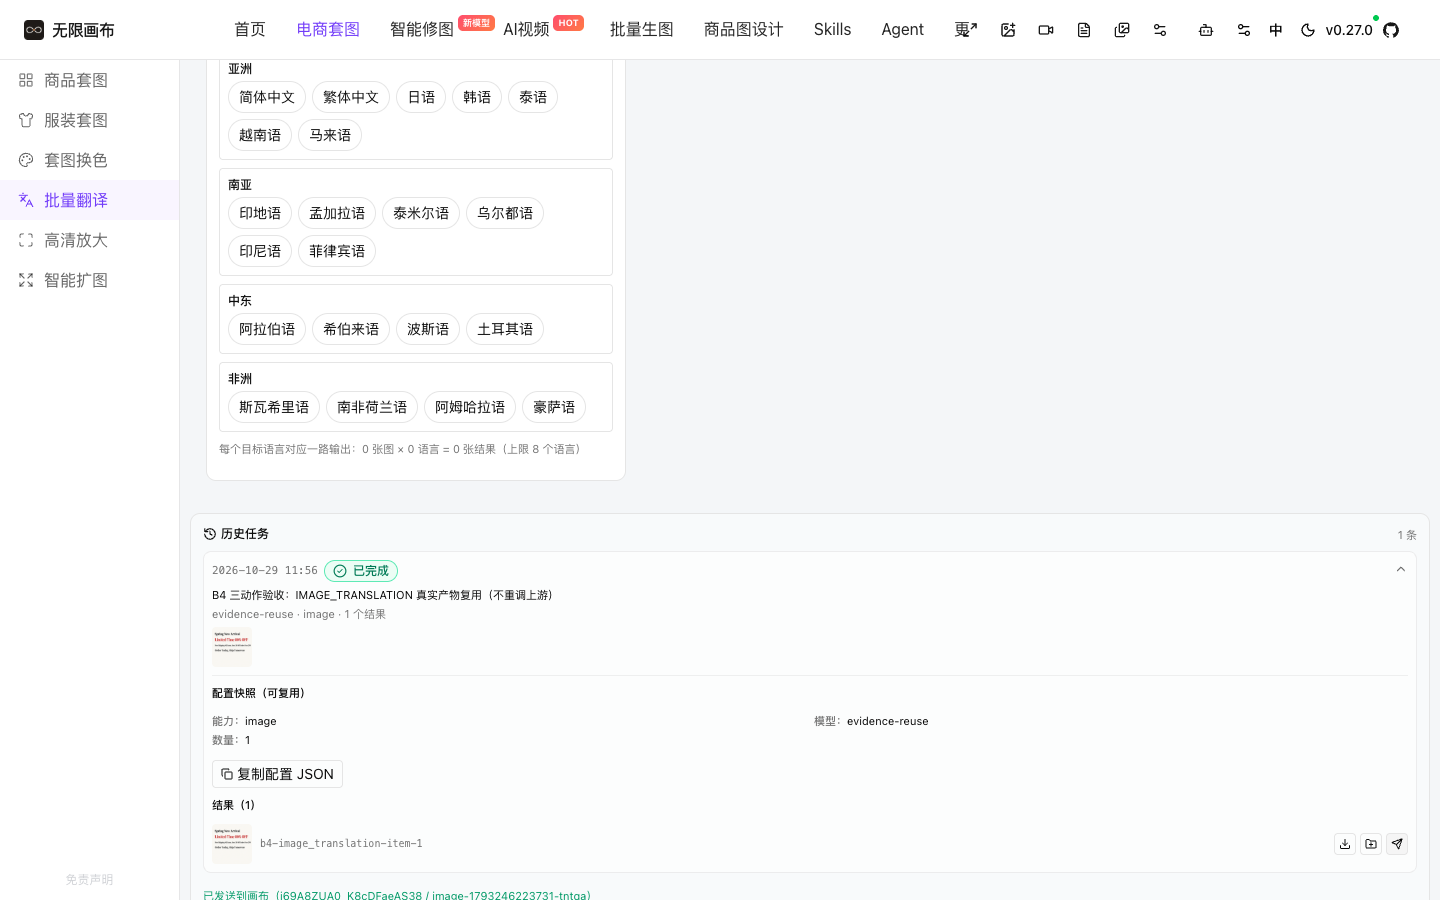 无限画布
首页
电商套图
智能修图
新模型
AI视频
HOT
批量生图
商品图设计
Skills
Agent
中
v0.27.0
商品套图
服装套图
套图换色
批量翻译
高清放大
智能扩图
免责声明
亚洲
简体中文 繁体中文 日语 韩语 泰语
越南语 马来语
南亚
印地语 孟加拉语 泰米尔语 乌尔都语
印尼语 菲律宾语
中东
阿拉伯语 希伯来语 波斯语 土耳其语
非洲
斯瓦希里语 南非荷兰语 阿姆哈拉语 豪萨语
每个目标语言对应一路输出：0 张图 × 0 语言 = 0 张结果（上限 8 个语言）
历史任务
1 条
2026-10-29 11:56 已完成
B4 三动作验收：IMAGE_TRANSLATION 真实产物复用（不重调上游）
evidence-reuse · image · 1 个结果
配置快照（可复用）
能力：image
模型：evidence-reuse
数量：1
复制配置 JSON
结果（1）
b4-image_translation-item-1